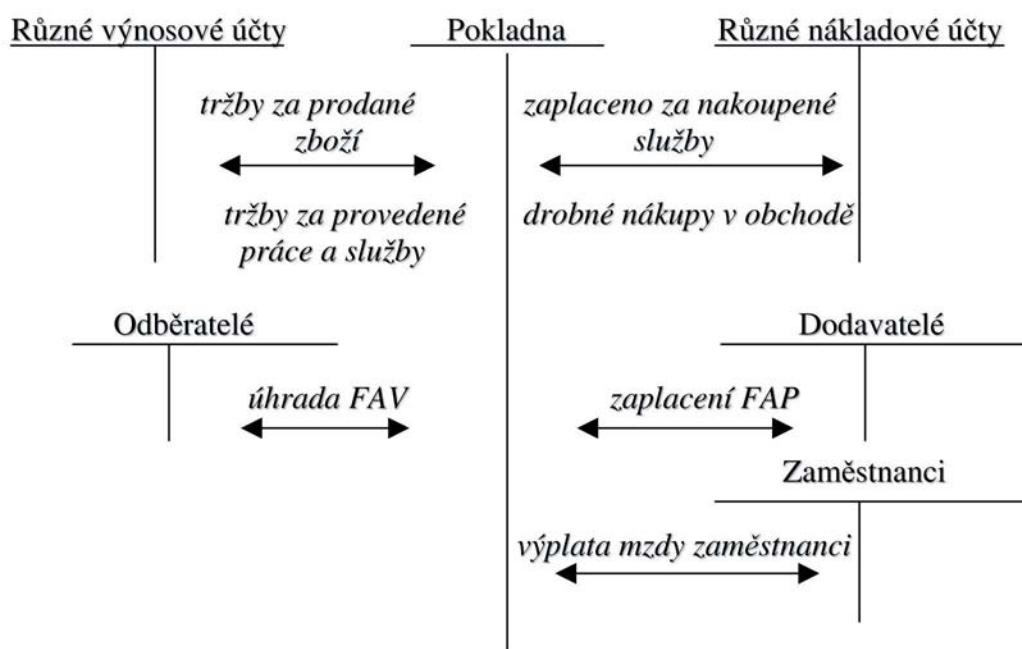 Různé výnosové účty
Pokladna
Různé nákladové účty
tržby za prodané
zboží
zaplaceno za nakoupené
služby
tržby za provedené
práce a služby
drobné nákupy v obchodě
Odběratelé
Dodavatelé
úhrada FAV
zaplacení FAP
Zaměstnanci
výplata mzdy zaměstnanci